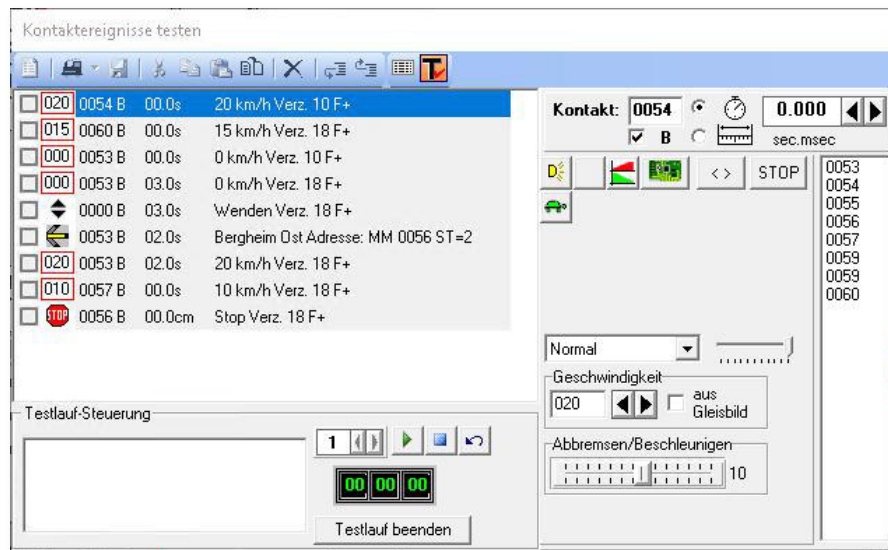 Kontaktereignisse testen
020 0054 B 00.0s 20 km/h Verz. 10 F+
015 0060 B 00.0s 15 km/h Verz. 18 F+
000 0053 B 00.0s 0 km/h Verz. 10 F+
000 0053 B 03.0s 0 km/h Verz. 18 F+
0000 B 03.0s Wenden Verz. 18 F+
0053 B 02.0s Bergheim Ost Adresse: MM 0056 ST=2
020 0053 B 02.0s 20 km/h Verz. 18 F+
010 0057 B 00.0s 10 km/h Verz. 18 F+
STOP 0056 B 00.0cm Stop Verz. 18 F+
Testlauf-Steuerung
1
00 00 00
Testlauf beenden
Kontakt: 0054 0.000
B sec.msec
< > STOP
0053
0054
0055
0056
0057
0059
0059
0060
Normal
Geschwindigkeit
020 aus
Gleisbild
Abbremsen/Beschleunigen
10